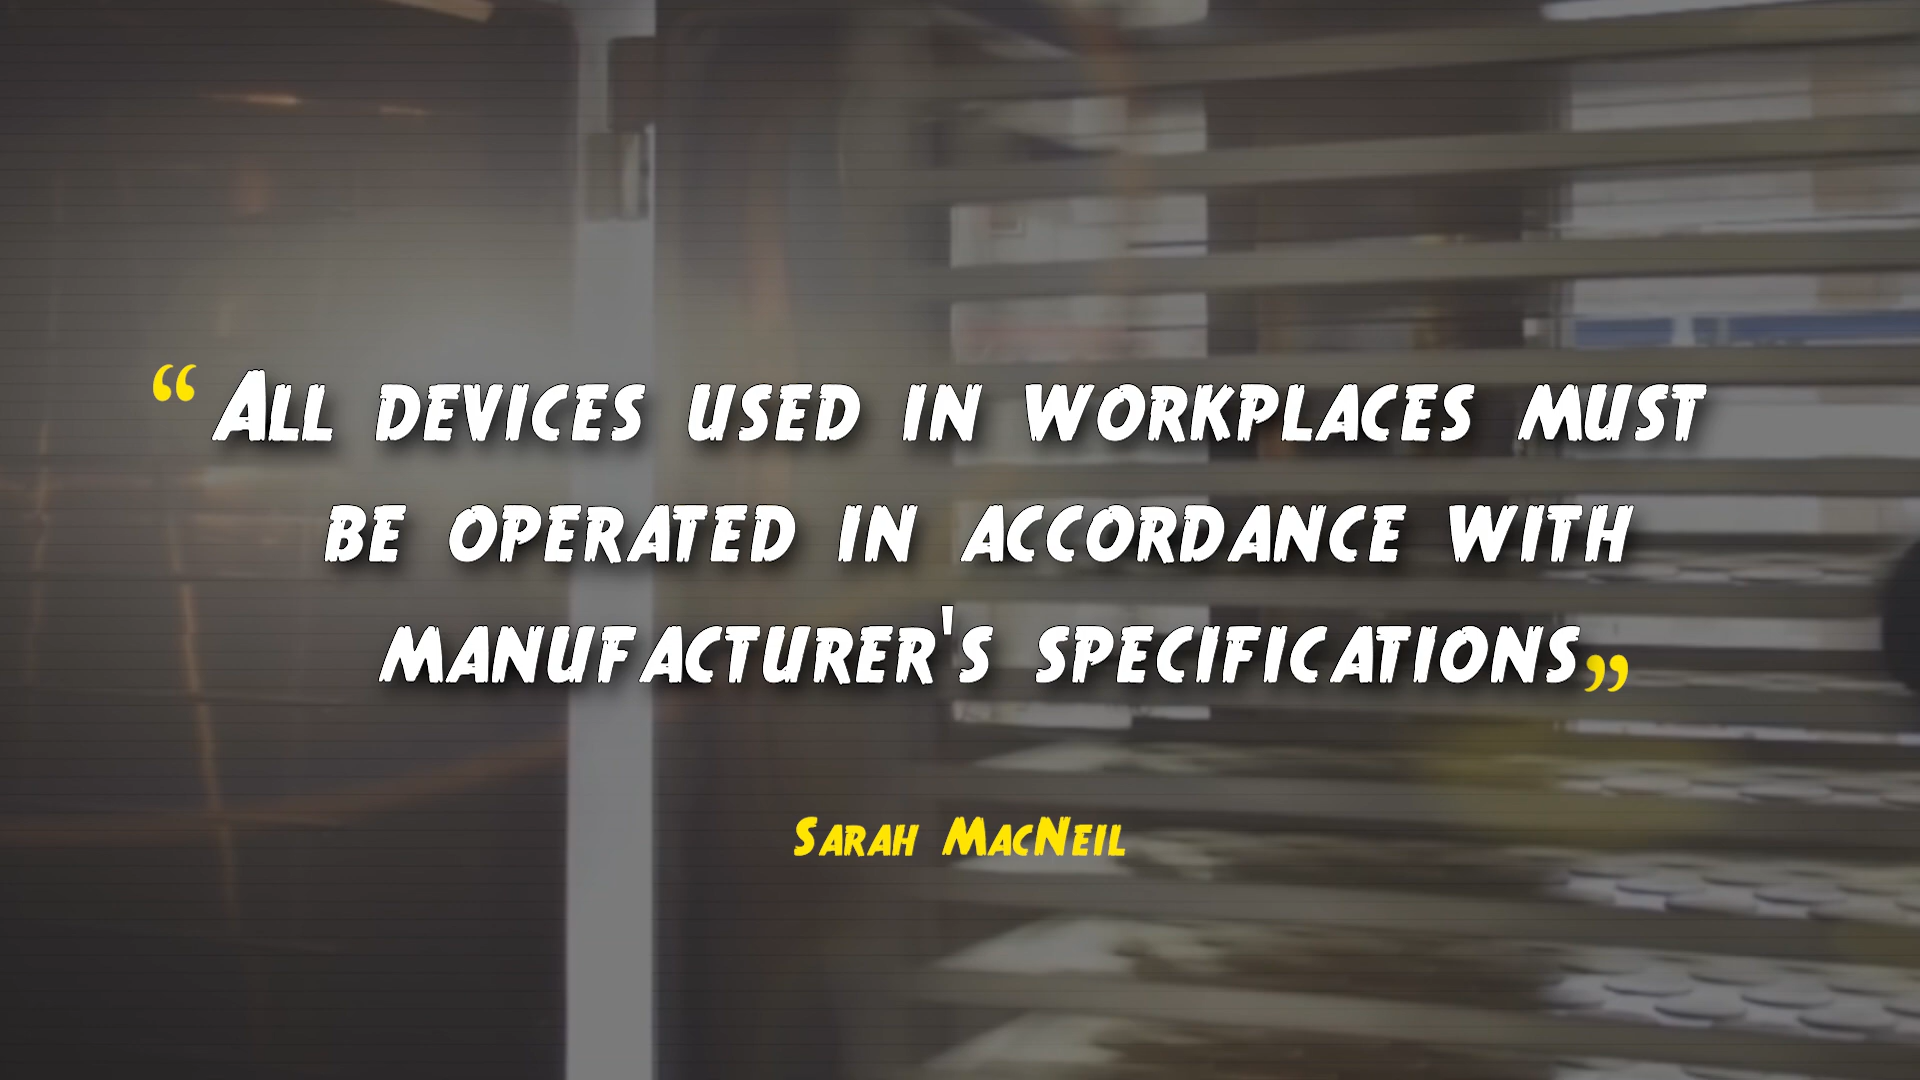 “All devices used in workplaces must
be operated in accordance with
manufacturer's specifications”
Sarah MacNeil